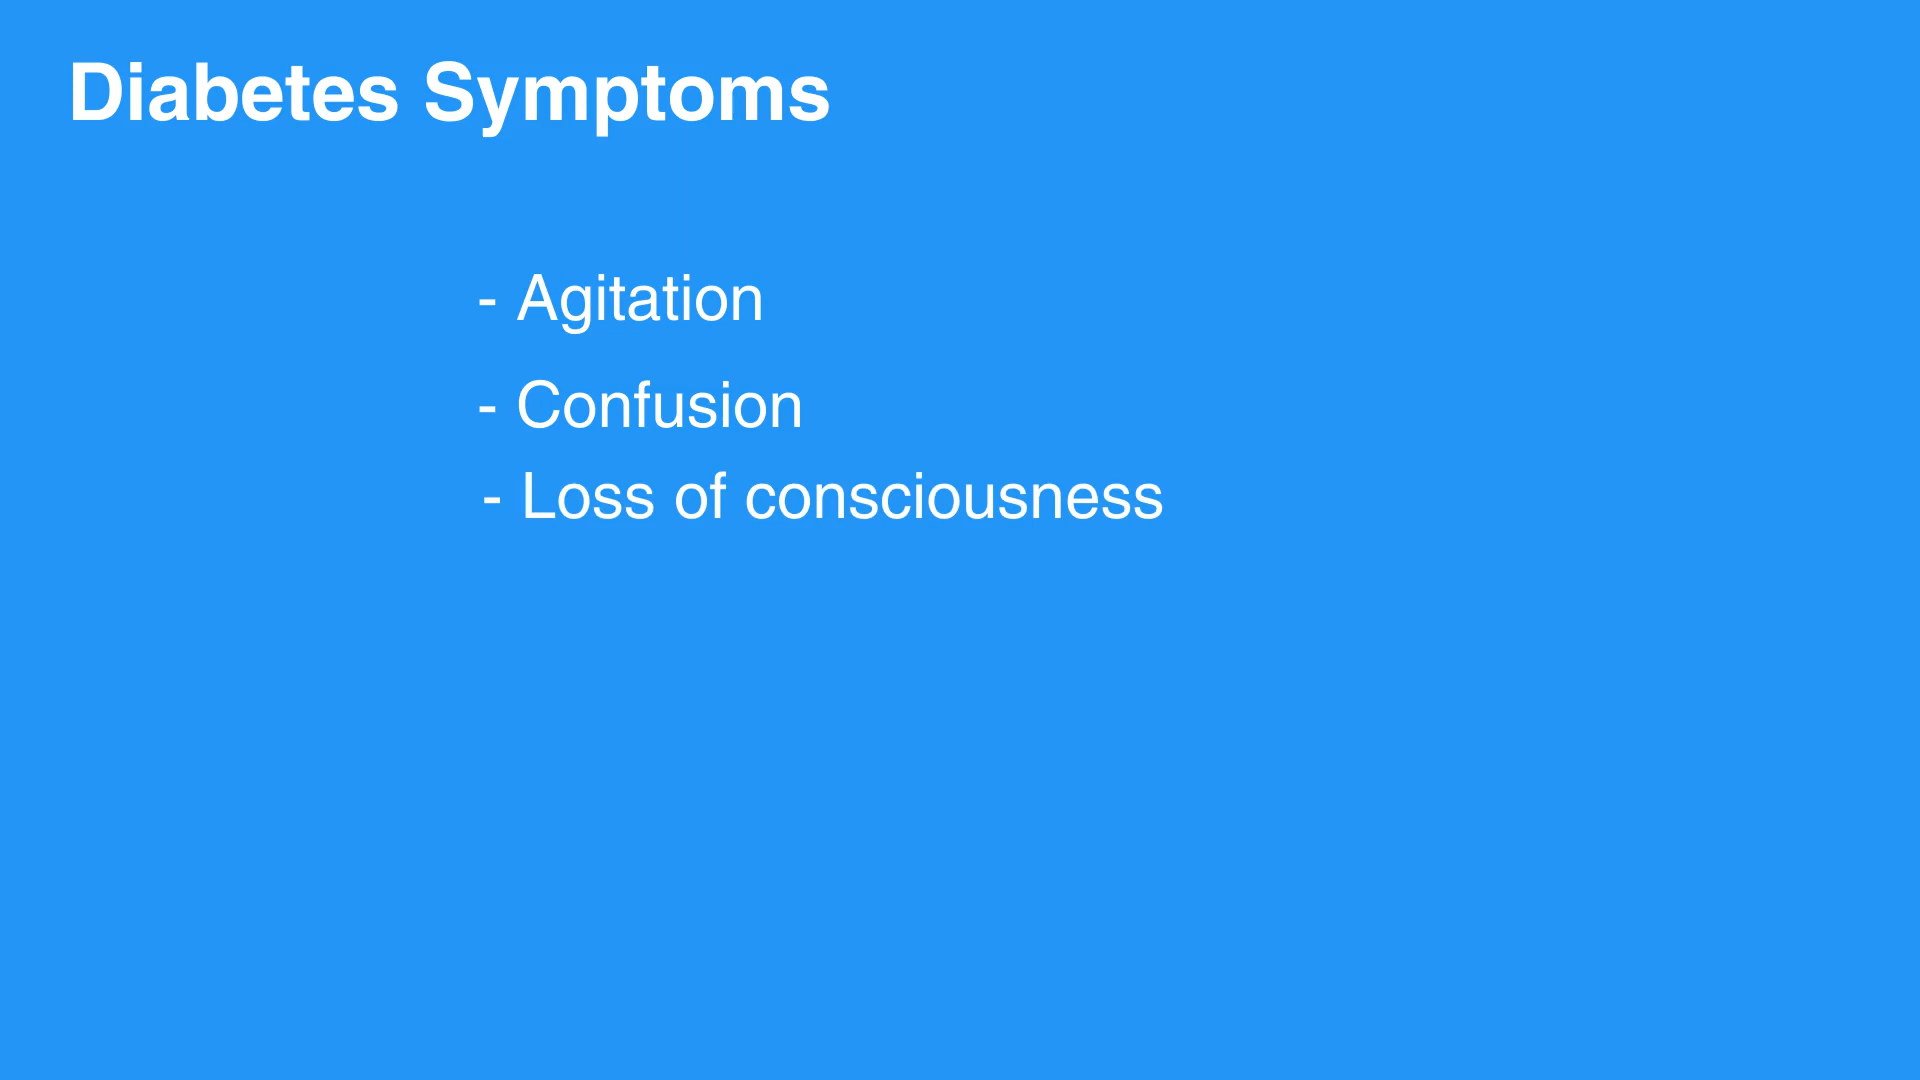 Diabetes Symptoms
- Agitation
- Confusion
- Loss of consciousness